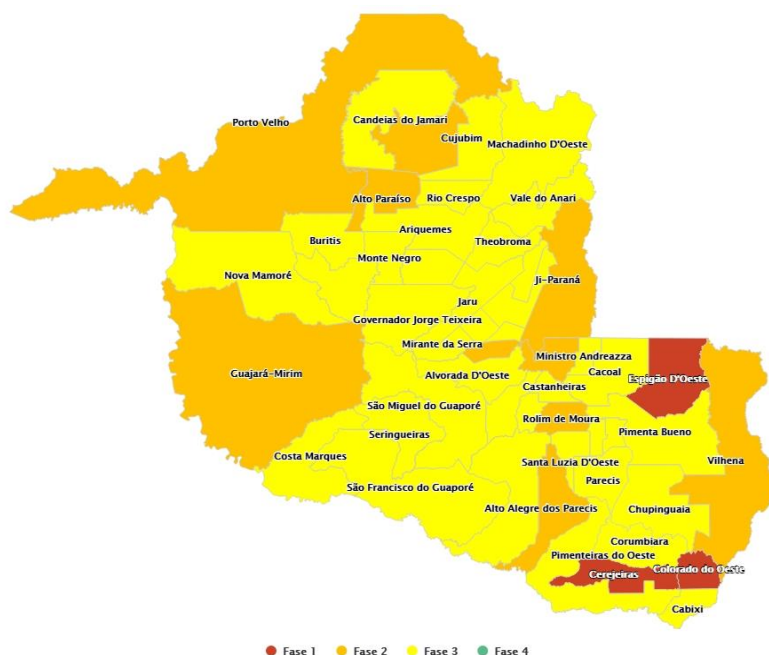 Porto Velho
Candeias do Jamari
Cujubim
Machadinho D'Oeste
Alto Paraíso
Rio Crespo
Vale do Anari
Ariquemes
Buritis
Theobroma
Monte Negro
Nova Mamoré
Ji-Paraná
Jaru
Governador Jorge Teixeira
Mirante da Serra
Ministro Andreazza
Cacoal
Guajará-Mirim
Alvorada D'Oeste
Espigão D'Oeste
Castanheiras
São Miguel do Guaporé
Rolim de Moura
Seringueiras
Pimenta Bueno
Costa Marques
Santa Luzia D'Oeste
Vilhena
Parecis
São Francisco do Guaporé
Alto Alegre dos Parecis
Chupinguaia
Corumbiara
Pimenteiras do Oeste
Colorado do Oeste
Cerejeiras
Cabixi
Fase 1
Fase 2
Fase 3
Fase 4